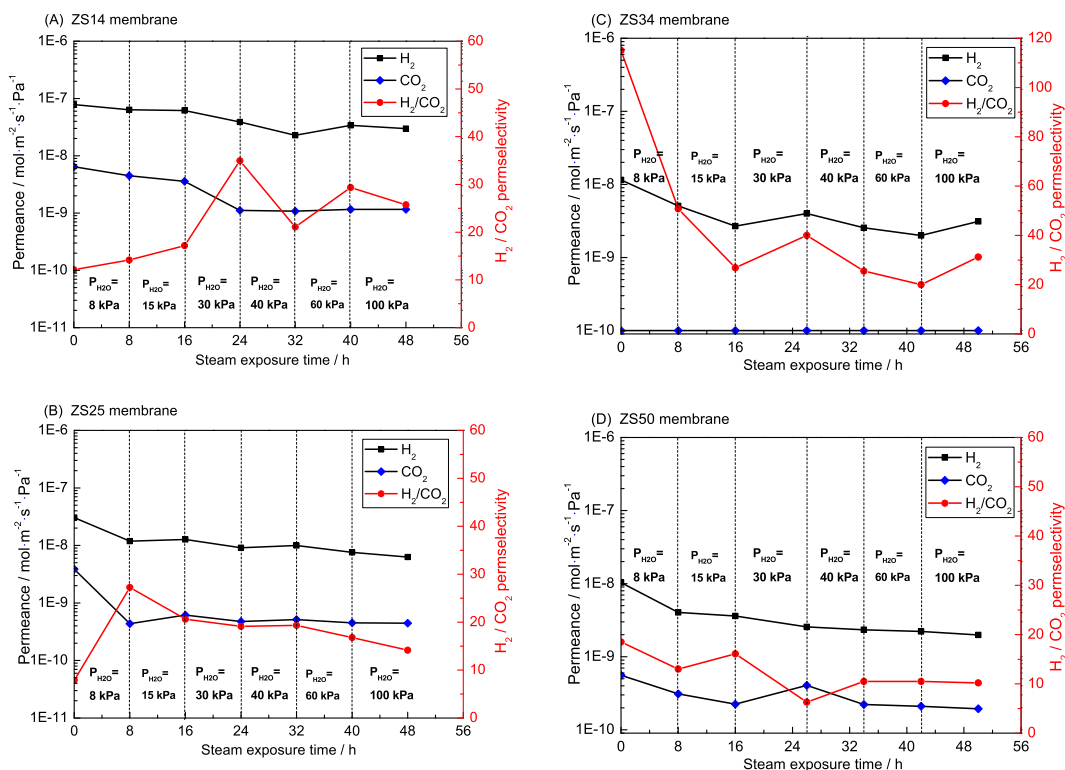 (A) ZS14 membrane
1E-6
1E-7
1E-8
1E-9
1E-10
1E-11
Permeance / mol·m⁻²·s⁻¹·Pa⁻¹
H₂
CO₂
H₂/CO₂
60
50
40
30
20
10
0
H₂ / CO₂ permselectivity
P_H2O= P_H2O= P_H2O= P_H2O= P_H2O= P_H2O=
8 kPa 15 kPa 30 kPa 40 kPa 60 kPa 100 kPa
0 8 16 24 32 40 48 56
Steam exposure time / h
(C) ZS34 membrane
1E-6
1E-7
1E-8
1E-9
1E-10
Permeance / mol·m⁻²·s⁻¹·Pa⁻¹
H₂
CO₂
H₂/CO₂
120
100
80
60
40
20
0
H₂ / CO₂ permselectivity
P_H2O= P_H2O= P_H2O= P_H2O= P_H2O= P_H2O=
8 kPa 15 kPa 30 kPa 40 kPa 60 kPa 100 kPa
0 8 16 24 32 40 48 56
Steam exposure time / h
(B) ZS25 membrane
1E-6
1E-7
1E-8
1E-9
1E-10
1E-11
Permeance / mol·m⁻²·s⁻¹·Pa⁻¹
H₂
CO₂
H₂/CO₂
60
50
40
30
20
10
0
H₂ / CO₂ permselectivity
P_H2O= P_H2O= P_H2O= P_H2O= P_H2O= P_H2O=
8 kPa 15 kPa 30 kPa 40 kPa 60 kPa 100 kPa
0 8 16 24 32 40 48 56
Steam exposure time / h
(D) ZS50 membrane
1E-6
1E-7
1E-8
1E-9
1E-10
Permeance / mol·m⁻²·s⁻¹·Pa⁻¹
H₂
CO₂
H₂/CO₂
60
50
40
30
20
10
0
H₂ / CO₂ permselectivity
P_H2O= P_H2O= P_H2O= P_H2O= P_H2O= P_H2O=
8 kPa 15 kPa 30 kPa 40 kPa 60 kPa 100 kPa
0 8 16 24 32 40 48 56
Steam exposure time / h